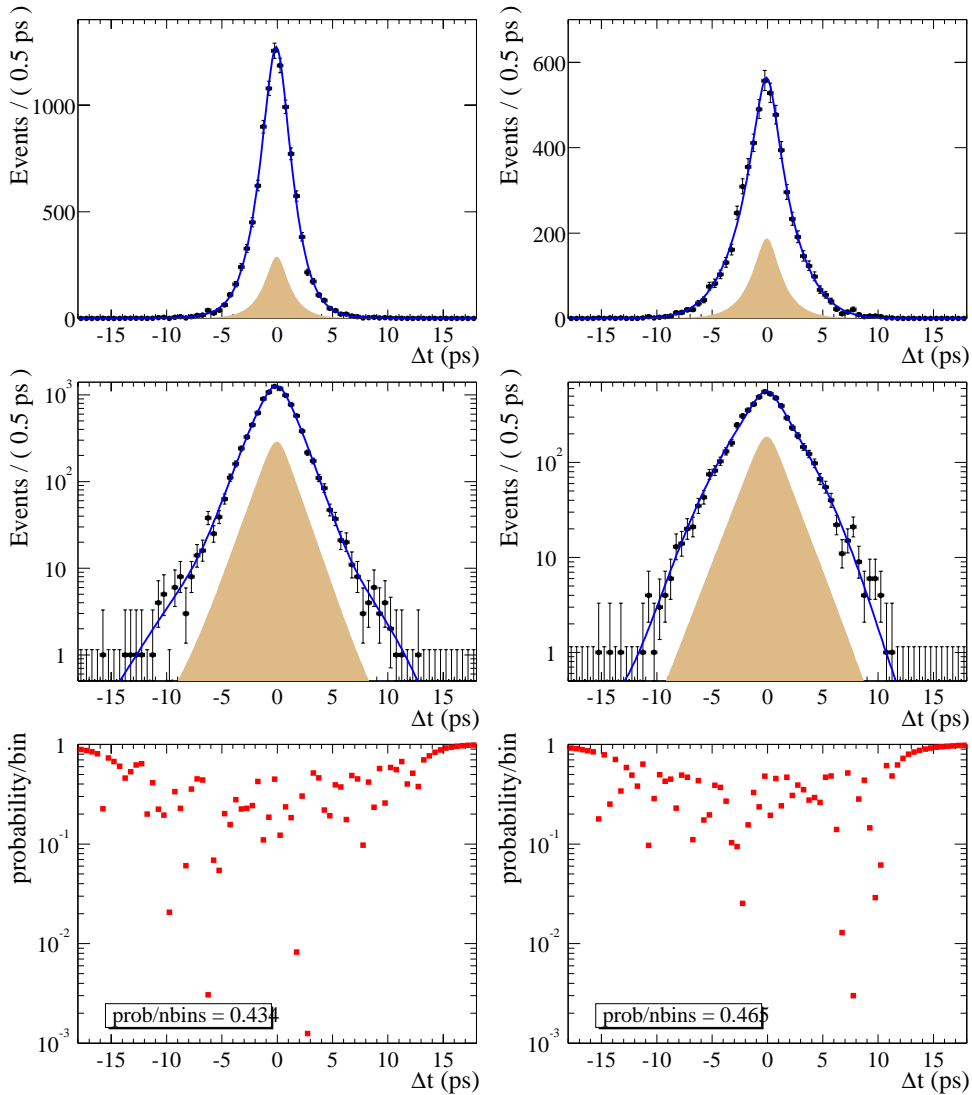 Events / ( 0.5 ps )
1000
500
0
-15 -10 -5 0 5 10 15
Δt (ps)
Events / ( 0.5 ps )
600
400
200
0
-15 -10 -5 0 5 10 15
Δt (ps)
Events / ( 0.5 ps )
10³
10²
10
1
-15 -10 -5 0 5 10 15
Δt (ps)
Events / ( 0.5 ps )
10²
10
1
-15 -10 -5 0 5 10 15
Δt (ps)
probability/bin
1
10⁻¹
10⁻²
10⁻³
prob/nbins = 0.434
-15 -10 -5 0 5 10 15
Δt (ps)
probability/bin
1
10⁻¹
10⁻²
10⁻³
prob/nbins = 0.465
-15 -10 -5 0 5 10 15
Δt (ps)